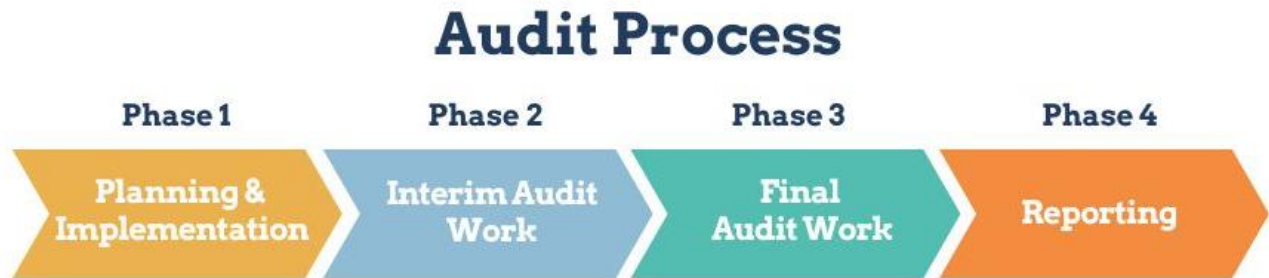 Audit Process
Phase 1
Phase 2
Phase 3
Phase 4
Planning &
Implementation
Interim Audit
Work
Final
Audit Work
Reporting